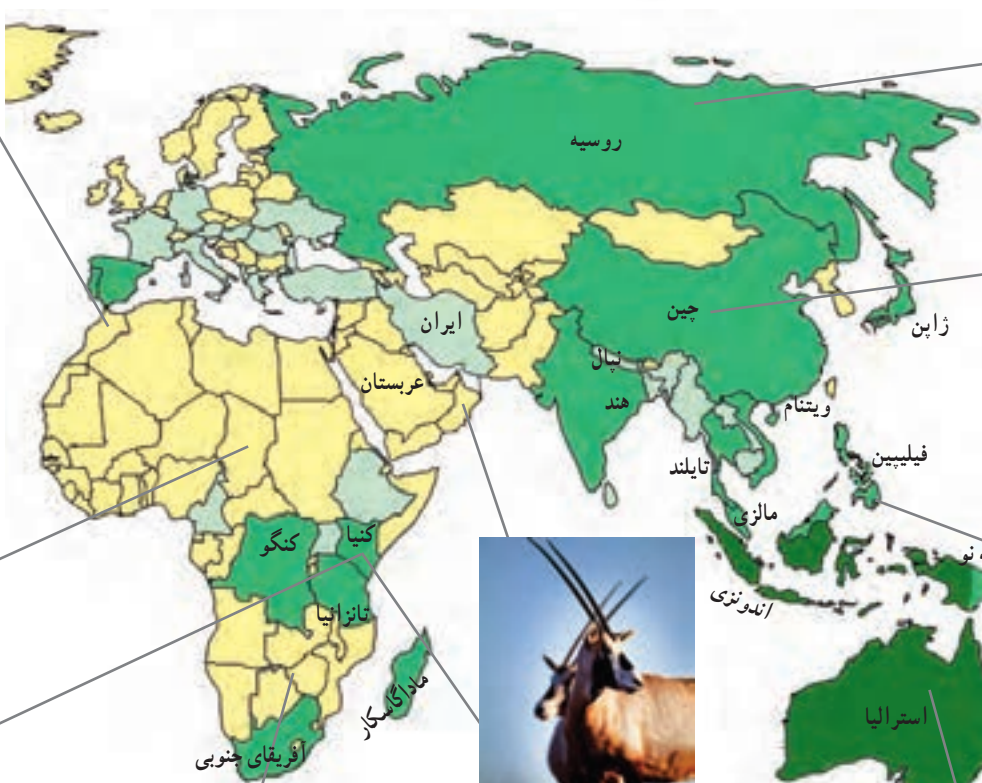 روسیه
چین
ژاپن
ایران
نپال
عربستان
هند
ویتنام
تایلند
فیلیپین
مالزی
کنیا
کنگو
نو
اندونزی
تانزانیا
ماداگاسکار
استرالیا
آفریقای جنوبی